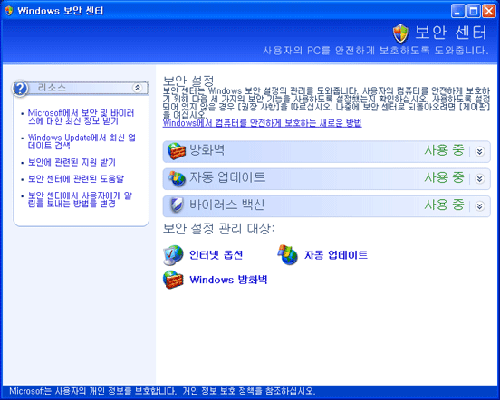 Windows 보안 센터
보안 센터
사용자의 PC를 안전하게 보호하도록 도와줍니다.
리소스
Microsoft에서 보안 및 바이러
스에 대한 최신 정보 받기
Windows Update에서 최신 업
데이트 검색
보안에 관련된 지원 받기
보안 센터에 관련된 도움말
보안 센터에서 사용자에게 알
림을 보내는 방법을 변경
보안 설정
보안 센터는 Windows 보안 설정의 관리를 도와줍니다. 사용자의 컴퓨터를 안전하게 보호하
기 위해 다음 세 가지의 보안 기능을 사용하도록 설정했는지 확인하십시오. 사용하도록 설정
되어 있지 않은 경우 [권장 사항]을 따르십시오. 나중에 보안 센터로 되돌아오려면 [제어판]
을 여십시오.
Windows에서 컴퓨터를 안전하게 보호하는 새로운 방법
방화벽 사용 중
자동 업데이트 사용 중
바이러스 백신 사용 중
보안 설정 관리 대상:
인터넷 옵션 자동 업데이트
Windows 방화벽
Microsoft는 사용자의 개인 정보를 보호합니다. 개인 정보 보호 정책을 참조하십시오.